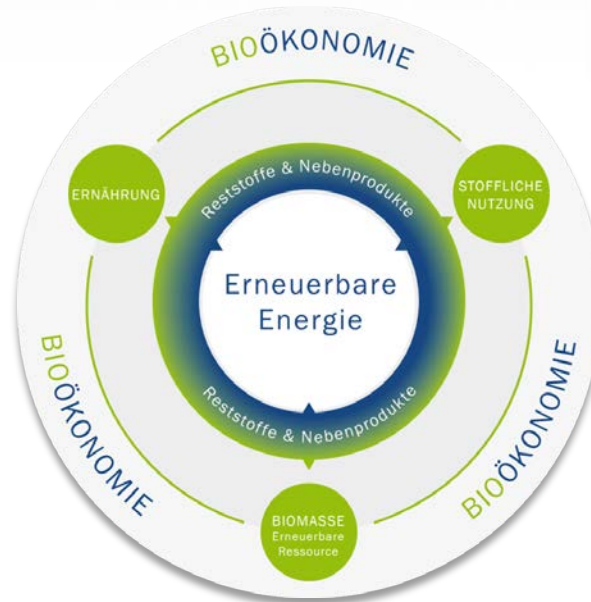 BIOÖKONOMIE
ERNÄHRUNG
STOFFLICHE
NUTZUNG
Reststoffe & Nebenprodukte
Erneuerbare
Energie
Reststoffe & Nebenprodukte
BIOÖKONOMIE
BIOÖKONOMIE
BIOMASSE
Erneuerbare
Ressource